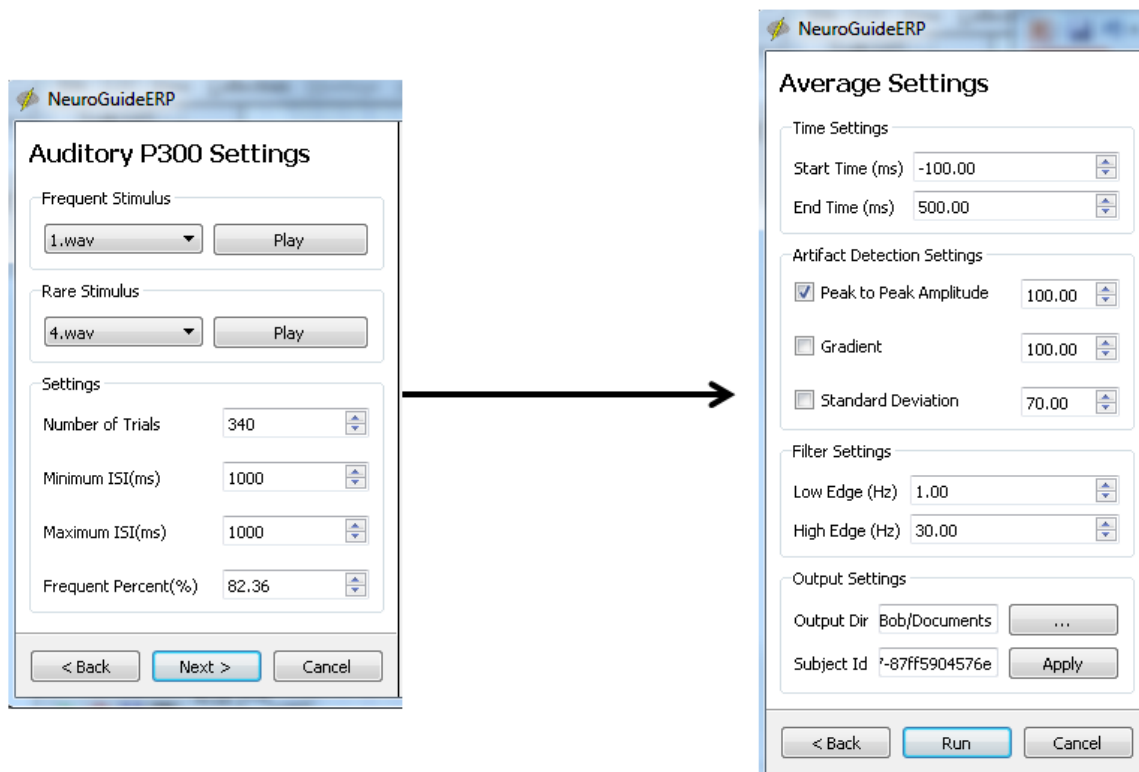 NeuroGuideERP
Auditory P300 Settings
Frequent Stimulus
1.wav Play
Rare Stimulus
4.wav Play
Settings
Number of Trials 340
Minimum ISI(ms) 1000
Maximum ISI(ms) 1000
Frequent Percent(%) 82.36
< Back Next > Cancel
NeuroGuideERP
Average Settings
Time Settings
Start Time (ms) -100.00
End Time (ms) 500.00
Artifact Detection Settings
Peak to Peak Amplitude 100.00
Gradient 100.00
Standard Deviation 70.00
Filter Settings
Low Edge (Hz) 1.00
High Edge (Hz) 30.00
Output Settings
Output Dir Bob/Documents ...
Subject Id -87ff5904576e Apply
< Back Run Cancel